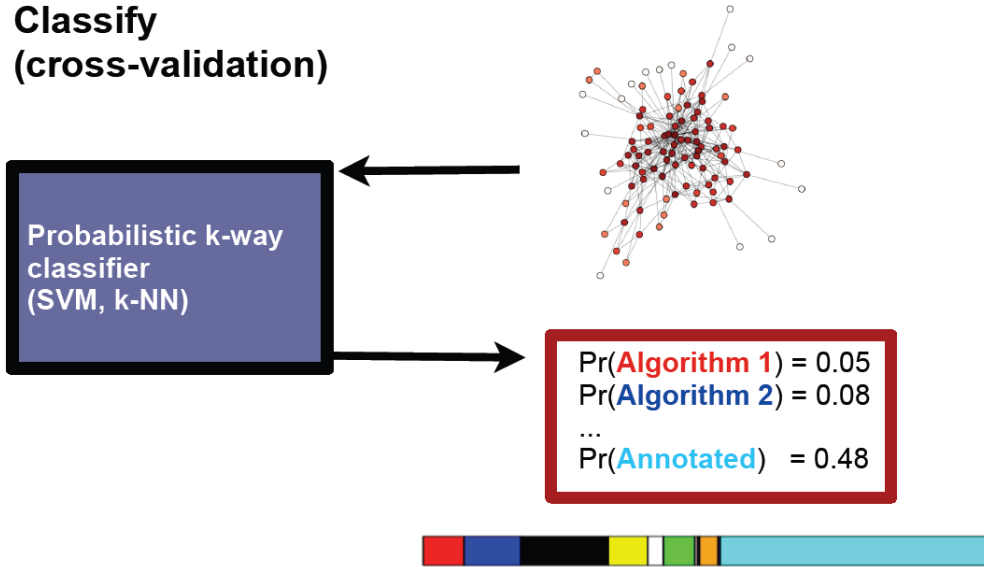 Classify
(cross-validation)
Probabilistic k-way
classifier
(SVM, k-NN)
Pr(Algorithm 1) = 0.05
Pr(Algorithm 2) = 0.08
...
Pr(Annotated) = 0.48